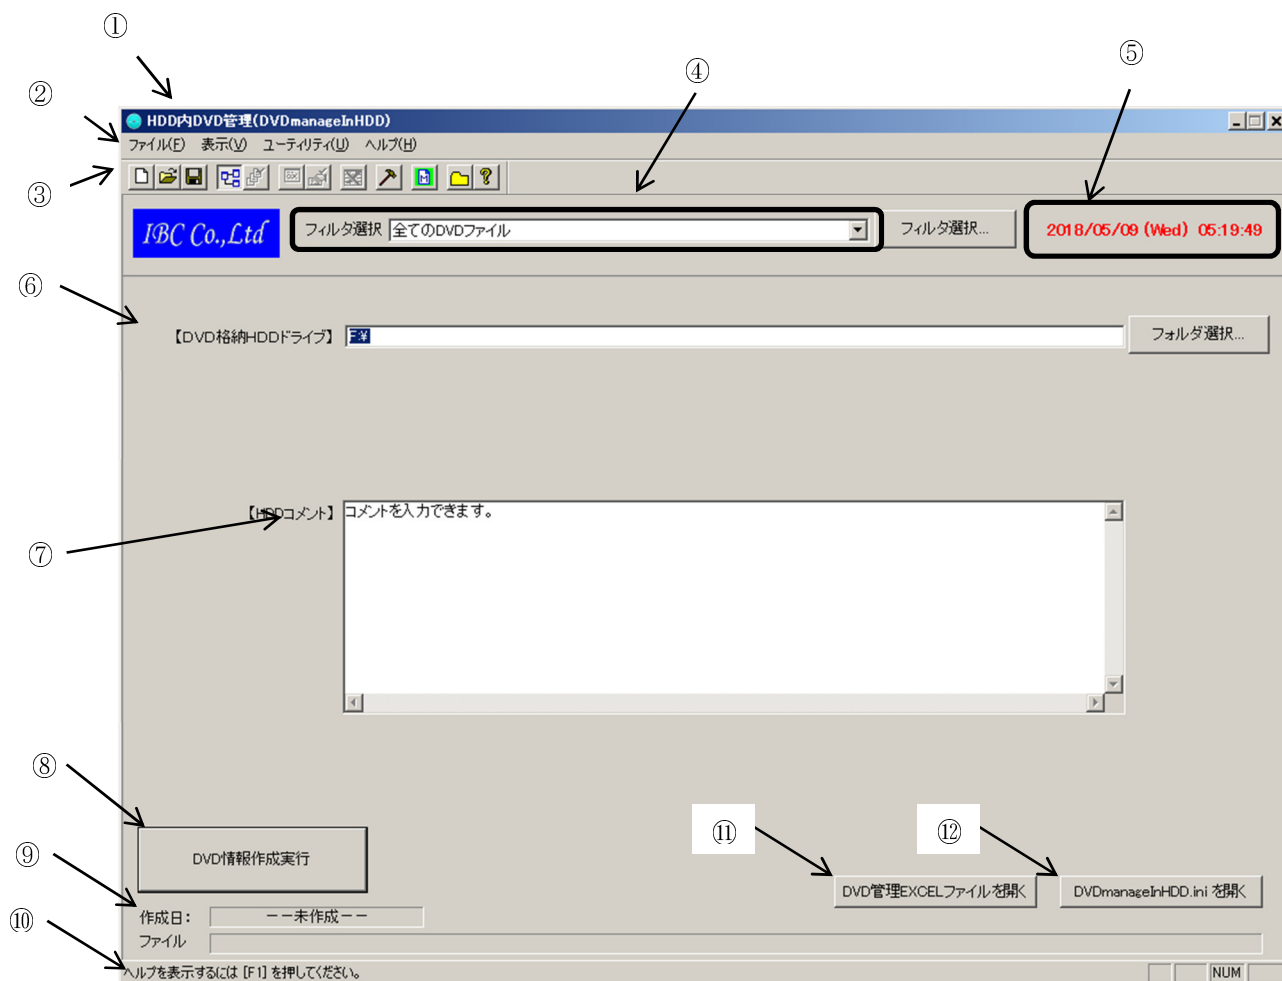 ①
⑤
④
②
HDD内DVD管理(DVDmanageInHDD)
ファイル(F) 表示(V) ユーティリティ(U) ヘルプ(H)
③
IBC Co.,Ltd
フィルタ選択 全てのDVDファイル
フィルタ選択...
2018/05/09 (Wed) 05:19:49
⑥
【DVD格納HDDドライブ】 F:¥
フォルダ選択...
【HDDコメント】 コメントを入力できます。
⑦
⑧
⑪
⑫
DVD情報作成実行
⑨
DVD管理EXCELファイルを開く
DVDmanageInHDD.ini を開く
作成日: －－未作成－－
⑩
ファイル
ヘルプを表示するには [F1] を押してください。
NUM